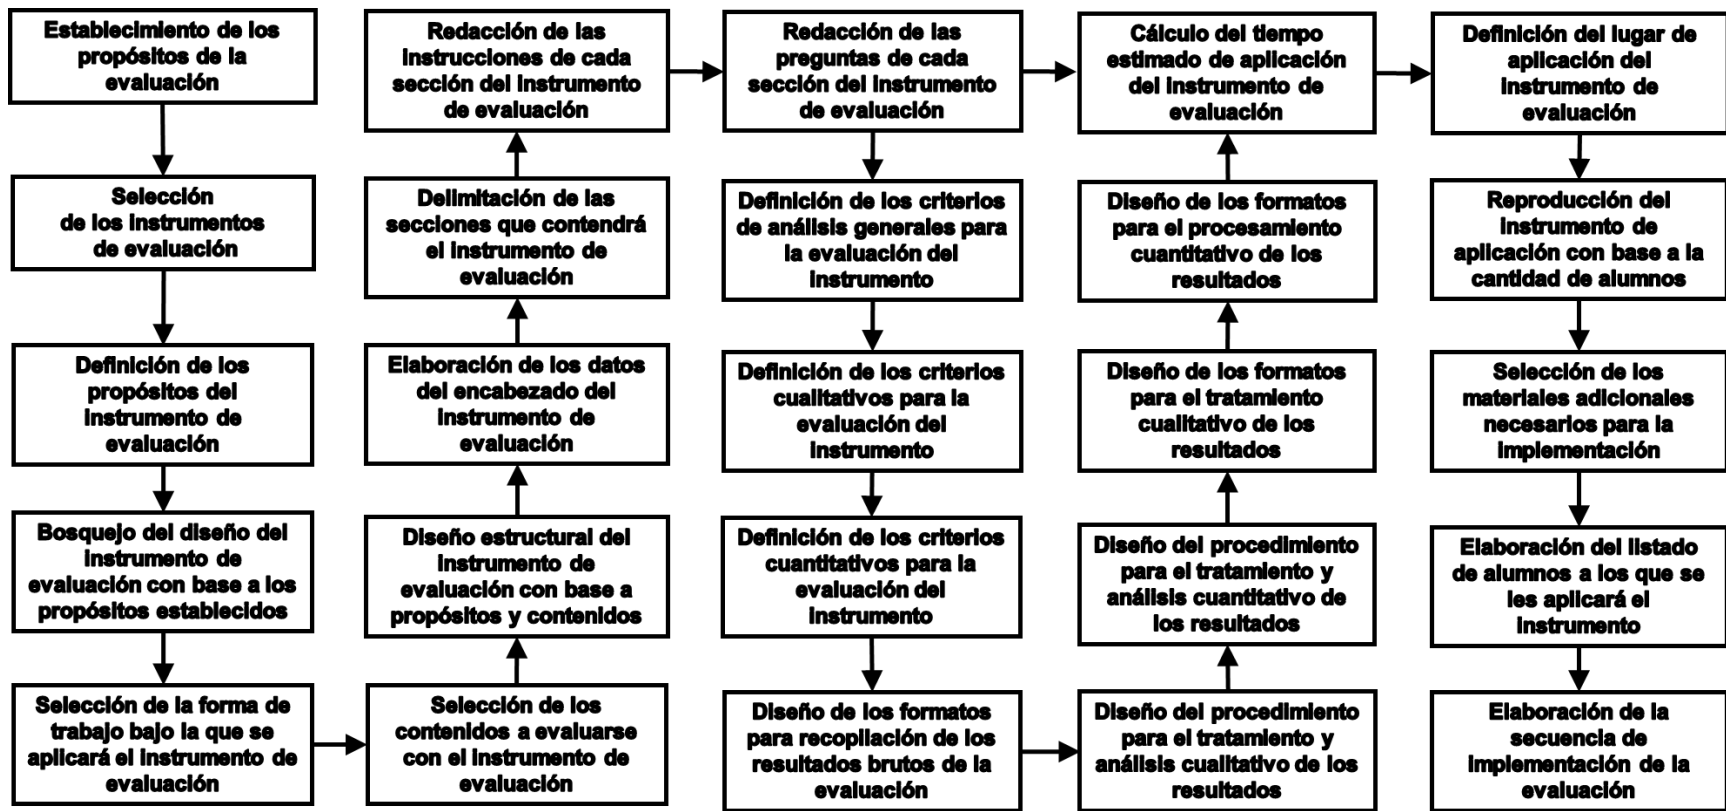 Establecimiento de los
propósitos de la
evaluación
Selección
de los instrumentos
de evaluación
Definición de los
propósitos del
instrumento de
evaluación
Bosquejo del diseño del
instrumento de
evaluación con base a los
propósitos establecidos
Selección de la forma de
trabajo bajo la que se
aplicará el instrumento de
evaluación
Selección de los
contenidos a evaluarse
con el instrumento de
evaluación
Diseño estructural del
instrumento de
evaluación con base a
propósitos y contenidos
Elaboración de los datos
del encabezado del
instrumento de
evaluación
Delimitación de las
secciones que contendrá
el instrumento de
evaluación
Redacción de las
instrucciones de cada
sección del instrumento
de evaluación
Redacción de las
preguntas de cada
sección del instrumento
de evaluación
Definición de los criterios
de análisis generales para
la evaluación del
instrumento
Definición de los criterios
cualitativos para la
evaluación del
instrumento
Definición de los criterios
cuantitativos para la
evaluación del
instrumento
Diseño de los formatos
para recopilación de los
resultados brutos de la
evaluación
Diseño del procedimiento
para el tratamiento y
análisis cualitativo de los
resultados
Diseño del procedimiento
para el tratamiento y
análisis cuantitativo de
los resultados
Diseño de los formatos
para el tratamiento
cualitativo de los
resultados
Diseño de los formatos
para el procesamiento
cuantitativo de los
resultados
Cálculo del tiempo
estimado de aplicación
del instrumento de
evaluación
Definición del lugar de
aplicación del
instrumento de
evaluación
Reproducción del
instrumento de
aplicación con base a la
cantidad de alumnos
Selección de los
materiales adicionales
necesarios para la
implementación
Elaboración del listado
de alumnos a los que se
les aplicará el
instrumento
Elaboración de la
secuencia de
implementación de la
evaluación